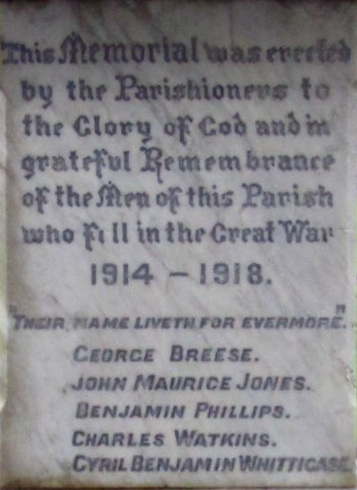 This Memorial was erected
by the Parishioners to
the Glory of God and in
grateful Remembrance
of the Men of this Parish
who fell in the Great War
1914 – 1918.
"THEIR NAME LIVETH FOR EVERMORE."
GEORGE BREESE.
JOHN MAURICE JONES.
BENJAMIN PHILLIPS.
CHARLES WATKINS.
CYRIL BENJAMIN WHITTICASE.